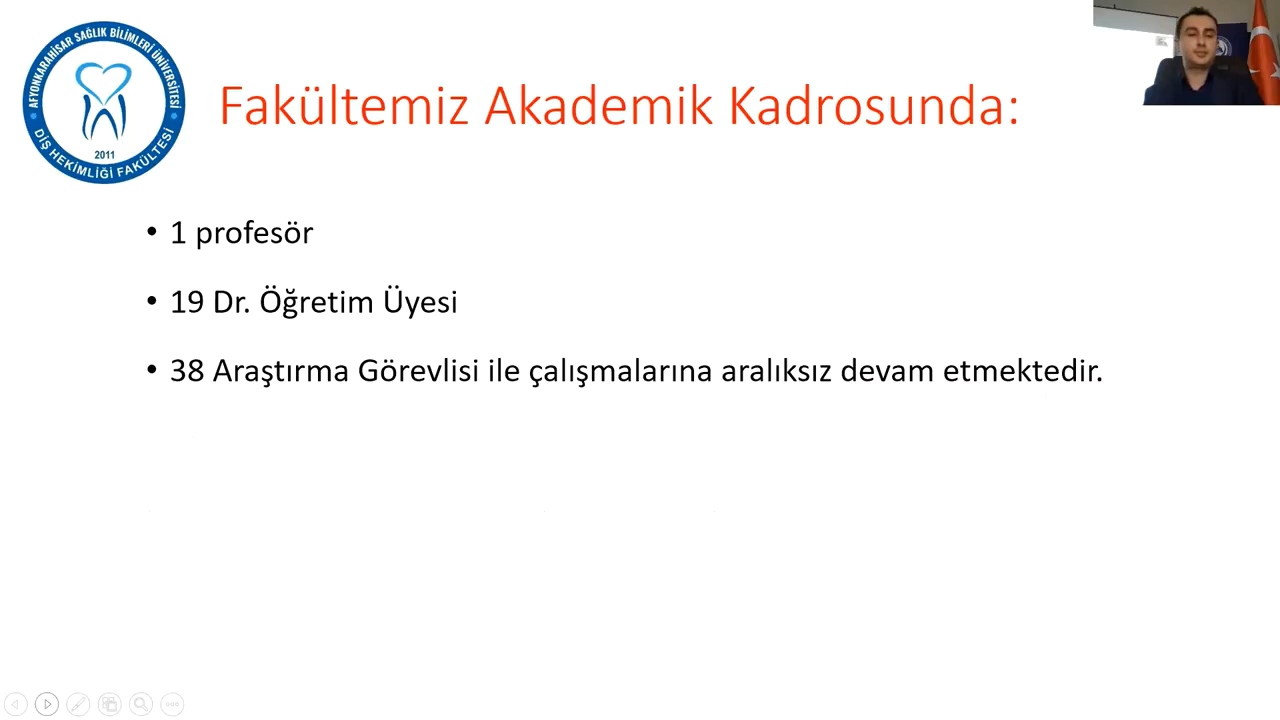 AFYONKARAHİSAR SAĞLIK BİLİMLERİ ÜNİVERSİTESİ
2011
DİŞ HEKİMLİĞİ FAKÜLTESİ
Fakültemiz Akademik Kadrosunda:
• 1 profesör
• 19 Dr. Öğretim Üyesi
• 38 Araştırma Görevlisi ile çalışmalarına aralıksız devam etmektedir.